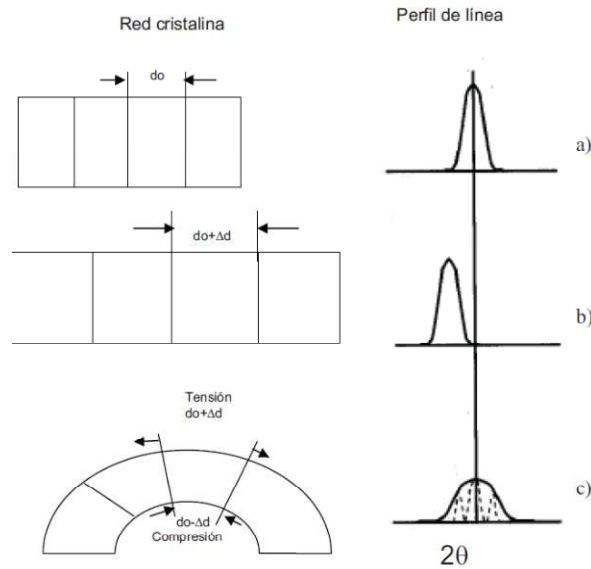 Red cristalina
Perfil de línea
do
a)
do+Δd
b)
Tensión
do+Δd
do-Δd
Compresión
c)
2θ